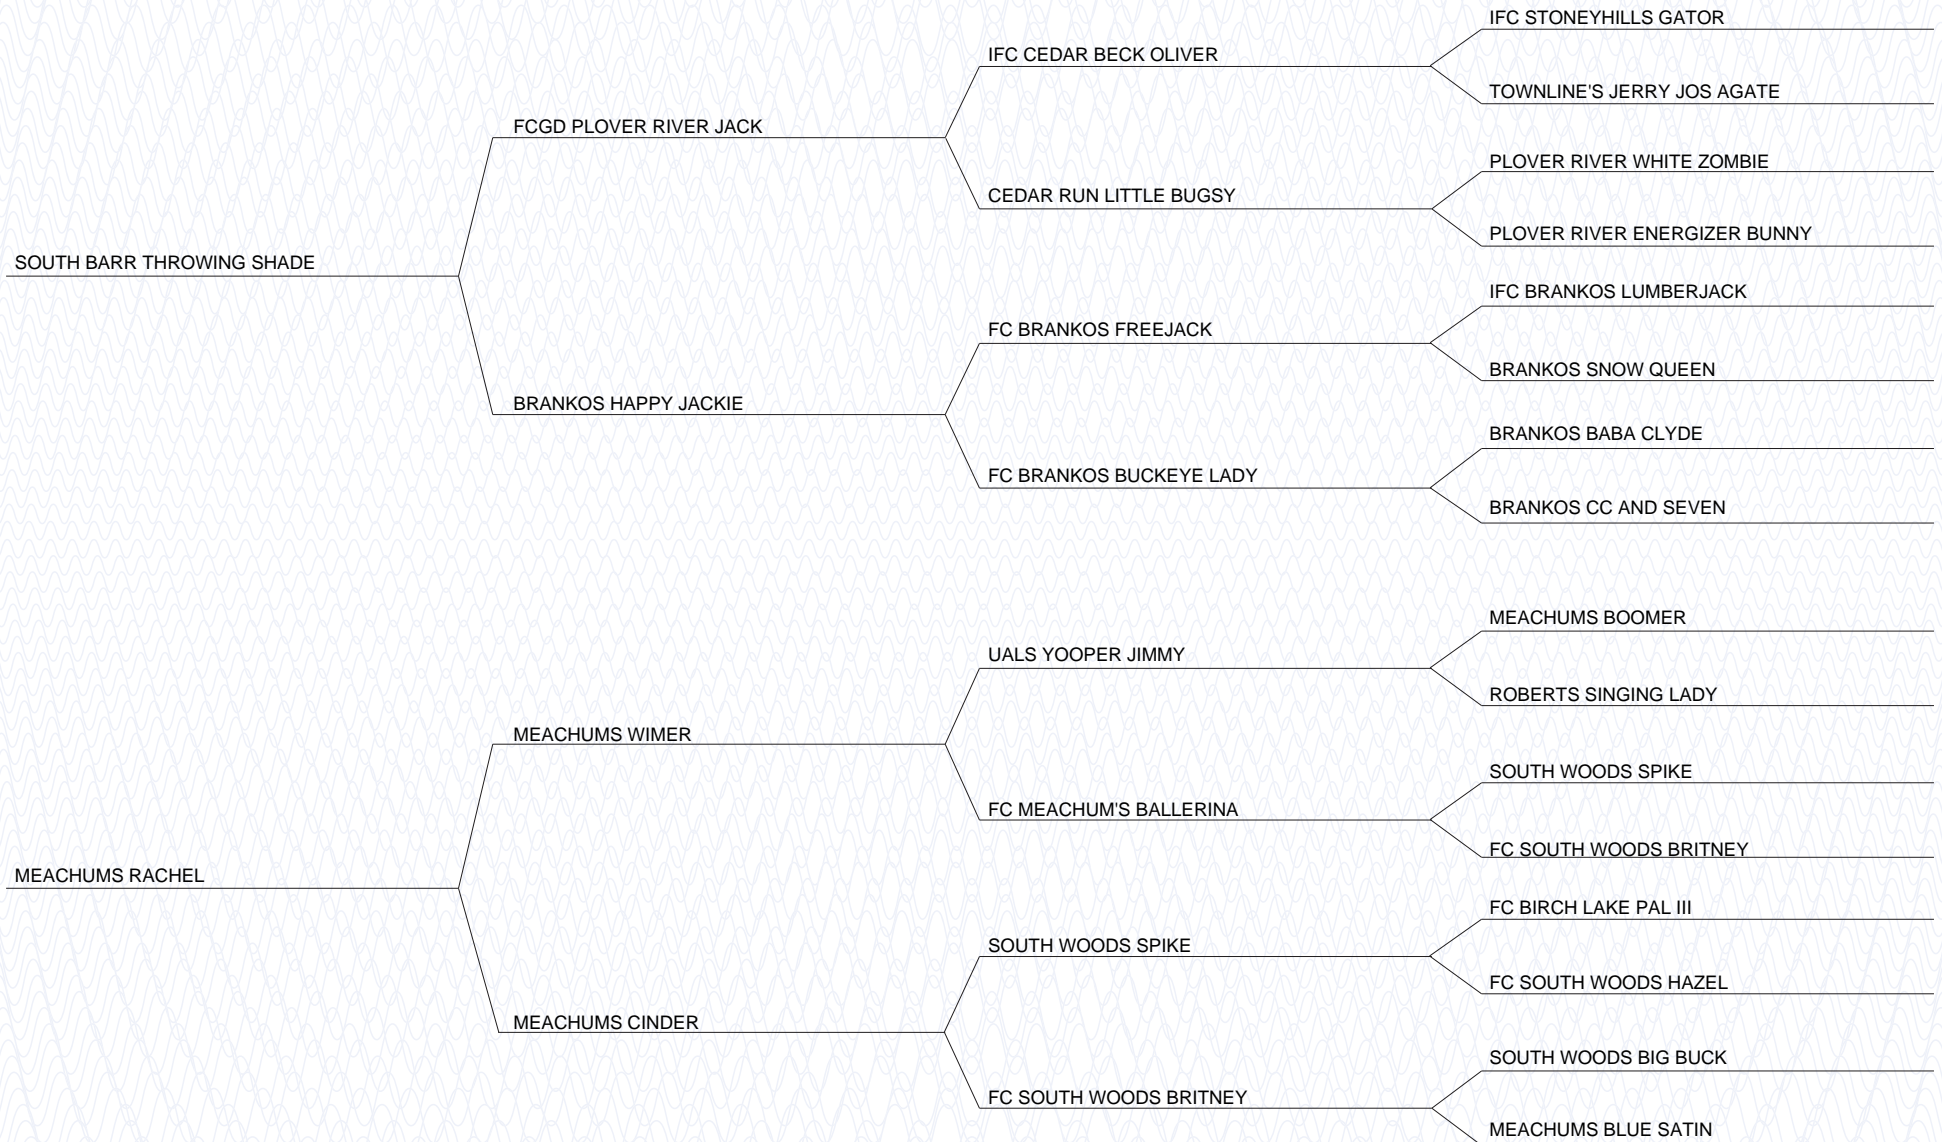 IFC STONEYHILLS GATOR
IFC CEDAR BECK OLIVER
TOWNLINE'S JERRY JOS AGATE
FCGD PLOVER RIVER JACK
PLOVER RIVER WHITE ZOMBIE
CEDAR RUN LITTLE BUGSY
PLOVER RIVER ENERGIZER BUNNY
SOUTH BARR THROWING SHADE
IFC BRANKOS LUMBERJACK
FC BRANKOS FREEJACK
BRANKOS SNOW QUEEN
BRANKOS HAPPY JACKIE
BRANKOS BABA CLYDE
FC BRANKOS BUCKEYE LADY
BRANKOS CC AND SEVEN
MEACHUMS BOOMER
UALS YOOPER JIMMY
ROBERTS SINGING LADY
MEACHUMS WIMER
SOUTH WOODS SPIKE
FC MEACHUM'S BALLERINA
FC SOUTH WOODS BRITNEY
MEACHUMS RACHEL
FC BIRCH LAKE PAL III
SOUTH WOODS SPIKE
FC SOUTH WOODS HAZEL
MEACHUMS CINDER
SOUTH WOODS BIG BUCK
FC SOUTH WOODS BRITNEY
MEACHUMS BLUE SATIN